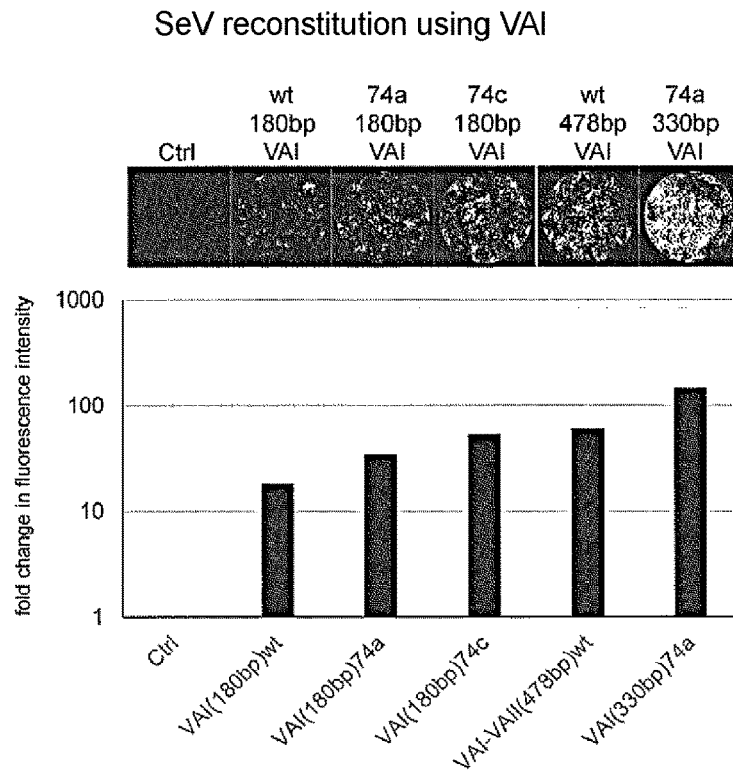 SeV reconstitution using VAI
Ctrl
wt
180bp
VAI
74a
180bp
VAI
74c
180bp
VAI
wt
478bp
VAI
74a
330bp
VAI
fold change in fluorescence intensity
1000
100
10
1
Ctrl
VAI(180bp)wt
VAI(180bp)74a
VAI(180bp)74c
VAI-VAII(478bp)wt
VAI(330bp)74a